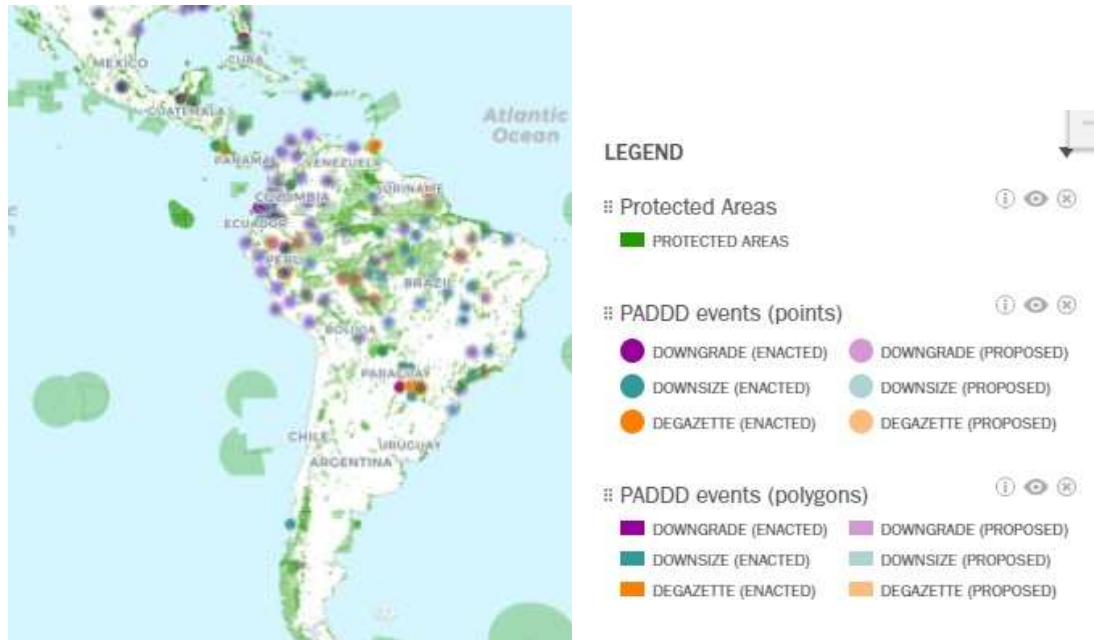 MEXICO
CUBA
GUATEMALA
Atlantic
Ocean
PANAMA
VENEZUELA
SURINAME
COLOMBIA
ECUADOR
PERU
BRAZIL
BOLIVIA
PARAGUAY
CHILE
URUGUAY
ARGENTINA
LEGEND
Protected Areas
PROTECTED AREAS
PADDD events (points)
DOWNGRADE (ENACTED) DOWNGRADE (PROPOSED)
DOWNSIZE (ENACTED) DOWNSIZE (PROPOSED)
DEGAZETTE (ENACTED) DEGAZETTE (PROPOSED)
PADDD events (polygons)
DOWNGRADE (ENACTED) DOWNGRADE (PROPOSED)
DOWNSIZE (ENACTED) DOWNSIZE (PROPOSED)
DEGAZETTE (ENACTED) DEGAZETTE (PROPOSED)